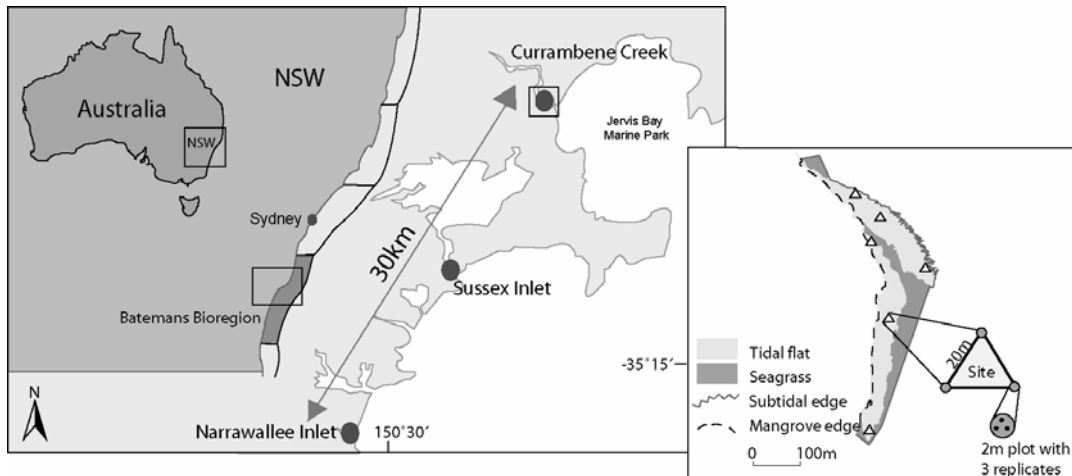 Australia
NSW
NSW
Sydney
Batemans Bioregion
N
Currambene Creek
Jervis Bay
Marine Park
30km
Sussex Inlet
-35°15'
Narrawallee Inlet
150°30'
Tidal flat
Seagrass
Subtidal edge
Mangrove edge
0 100m
20m
Site
2m plot with
3 replicates